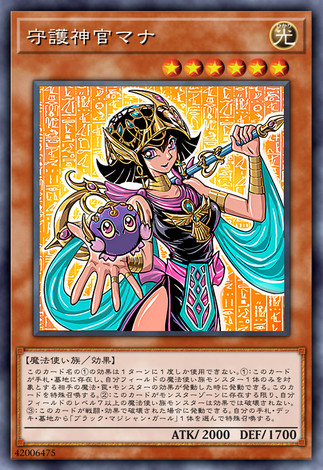 守護神官マナ
光
【魔法使い族／効果】
このカード名の①の効果は１ターンに１度しか使用できない。①：このカード
が手札・墓地に存在し、自分フィールドの魔法使い族モンスター１体のみを対
象とする相手の魔法・罠・モンスターの効果が発動した時に発動できる。この
カードを特殊召喚する。②：このカードがモンスターゾーンに存在する限り、自分フ
ィールドのレベル７以上の魔法使い族モンスターは効果では破壊されない。
③：このカードが戦闘・効果で破壊された場合に発動できる。自分の手札・デッ
キ・墓地から「ブラック・マジシャン・ガール」１体を選んで特殊召喚する。
ATK/ 2000 DEF/1700
42006475